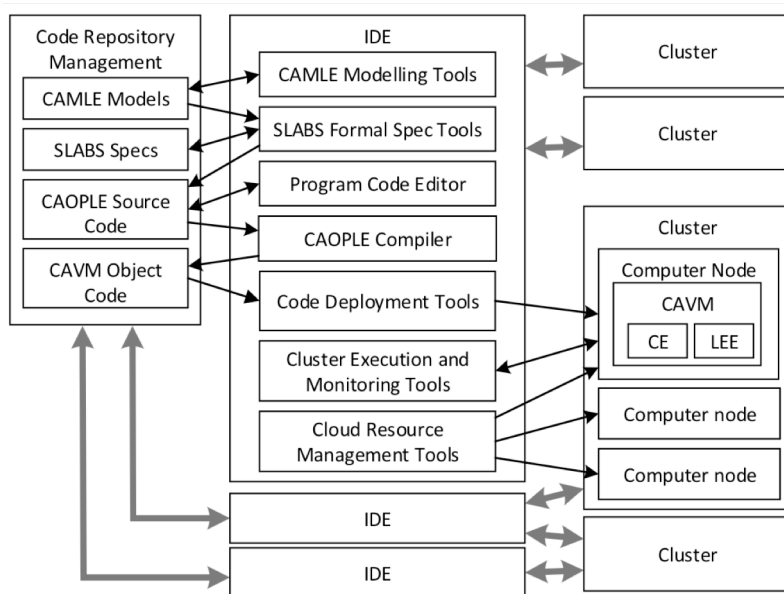 Code Repository
Management
CAMLE Models
SLABS Specs
CAOPLE Source
Code
CAVM Object
Code
IDE
CAMLE Modelling Tools
SLABS Formal Spec Tools
Program Code Editor
CAOPLE Compiler
Code Deployment Tools
Cluster Execution and
Monitoring Tools
Cloud Resource
Management Tools
IDE
IDE
Cluster
Cluster
Cluster
Computer Node
CAVM
CE
LEE
Computer node
Computer node
Cluster